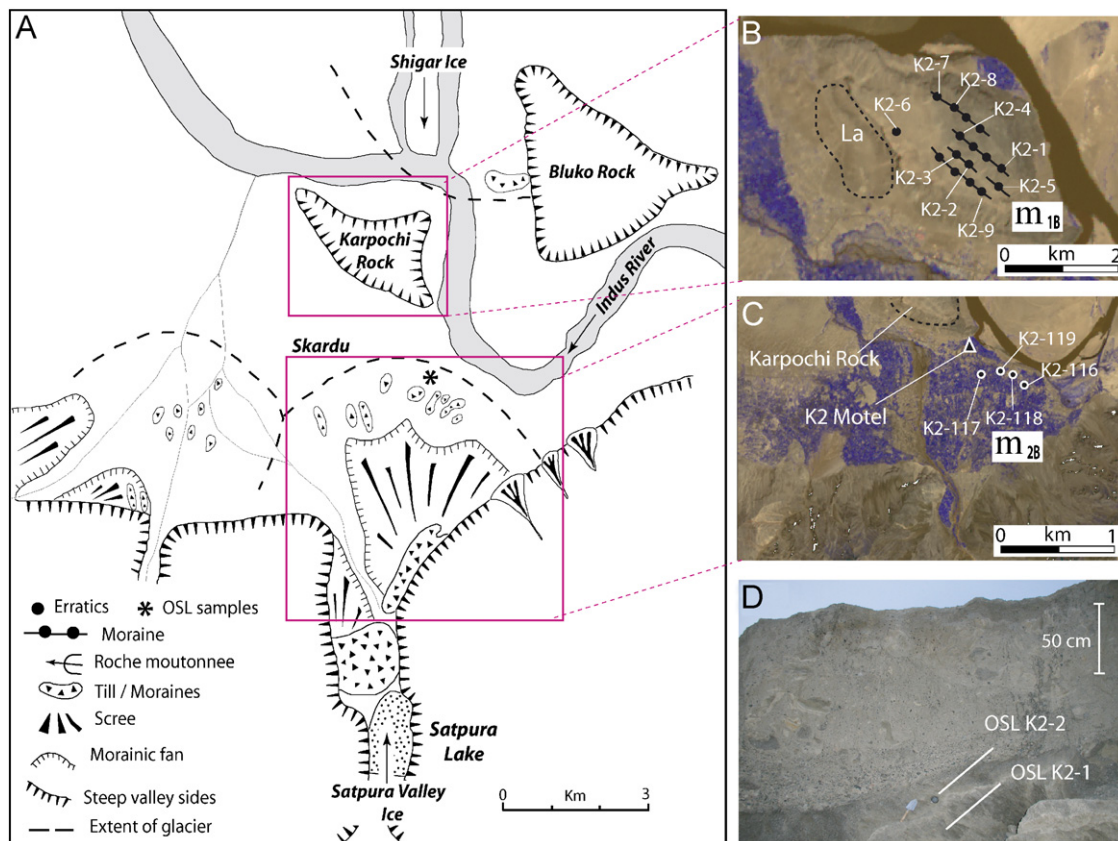 A
Shigar Ice
Bluko Rock
Karpochi
Rock
Indus River
Skardu
Satpura
Lake
Satpura Valley
Ice
Km
0 3
Erratics
OSL samples
Moraine
Roche moutonnee
Till / Moraines
Scree
Morainic fan
Steep valley sides
Extent of glacier
B
K2-7
K2-8
K2-6
K2-4
La
K2-1
K2-3
K2-5
K2-2
K2-9
m 1B
km
0 2
C
K2-119
Karpochi Rock
K2-116
K2 Motel
K2-118
K2-117
m 2B
km
0 1
D
50 cm
OSL K2-2
OSL K2-1